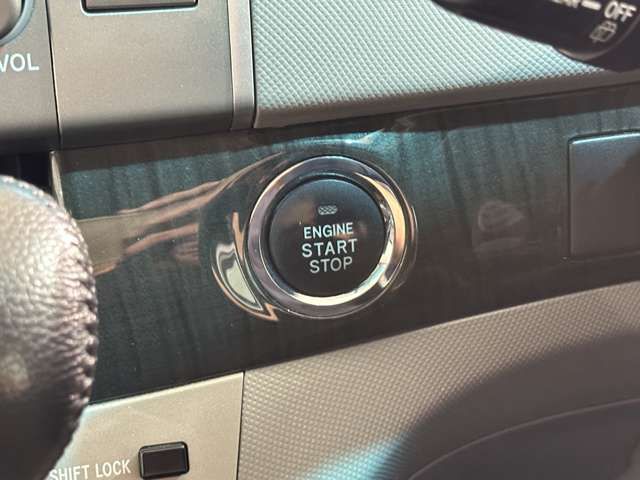 VOL
OFF
ENGINE
START
STOP
SHIFT LOCK